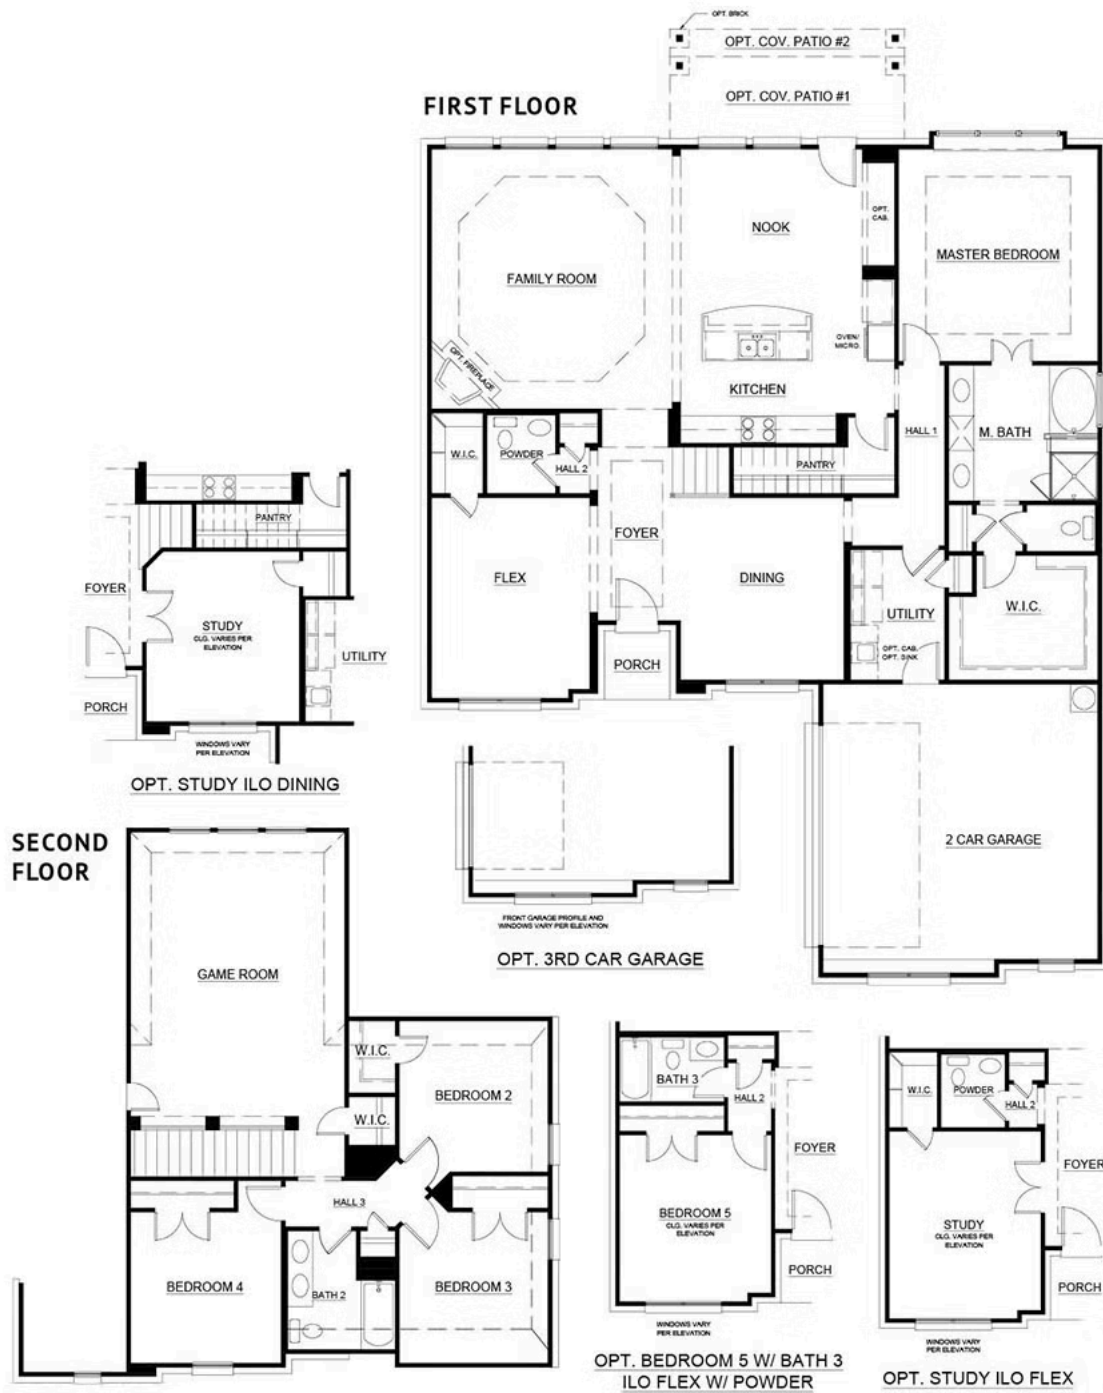 OPT. BRICK
OPT. COV. PATIO #2
OPT. COV. PATIO #1
FIRST FLOOR
OPT.
CAB.
NOOK
MASTER BEDROOM
FAMILY ROOM
OVEN/
MICRO.
OPT. FIREPLACE
KITCHEN
HALL 1
M. BATH
W.I.C.
POWDER
HALL 2
PANTRY
FOYER
FLEX
DINING
UTILITY
OPT. CAB.
OPT. SINK
W.I.C.
PORCH
2 CAR GARAGE
PANTRY
FOYER
STUDY
CLG. VARIES PER
ELEVATION
UTILITY
PORCH
WINDOWS VARY
PER ELEVATION
OPT. STUDY ILO DINING
FRONT GARAGE PROFILE AND
WINDOWS VARY PER ELEVATION
OPT. 3RD CAR GARAGE
SECOND
FLOOR
GAME ROOM
W.I.C.
BEDROOM 2
W.I.C.
HALL 3
BEDROOM 4
BATH 2
BEDROOM 3
BATH 3
HALL 2
FOYER
BEDROOM 5
CLG. VARIES PER
ELEVATION
PORCH
WINDOWS VARY
PER ELEVATION
OPT. BEDROOM 5 W/ BATH 3
ILO FLEX W/ POWDER
W.I.C.
POWDER
HALL 2
FOYER
STUDY
CLG. VARIES PER
ELEVATION
PORCH
WINDOWS VARY
PER ELEVATION
OPT. STUDY ILO FLEX